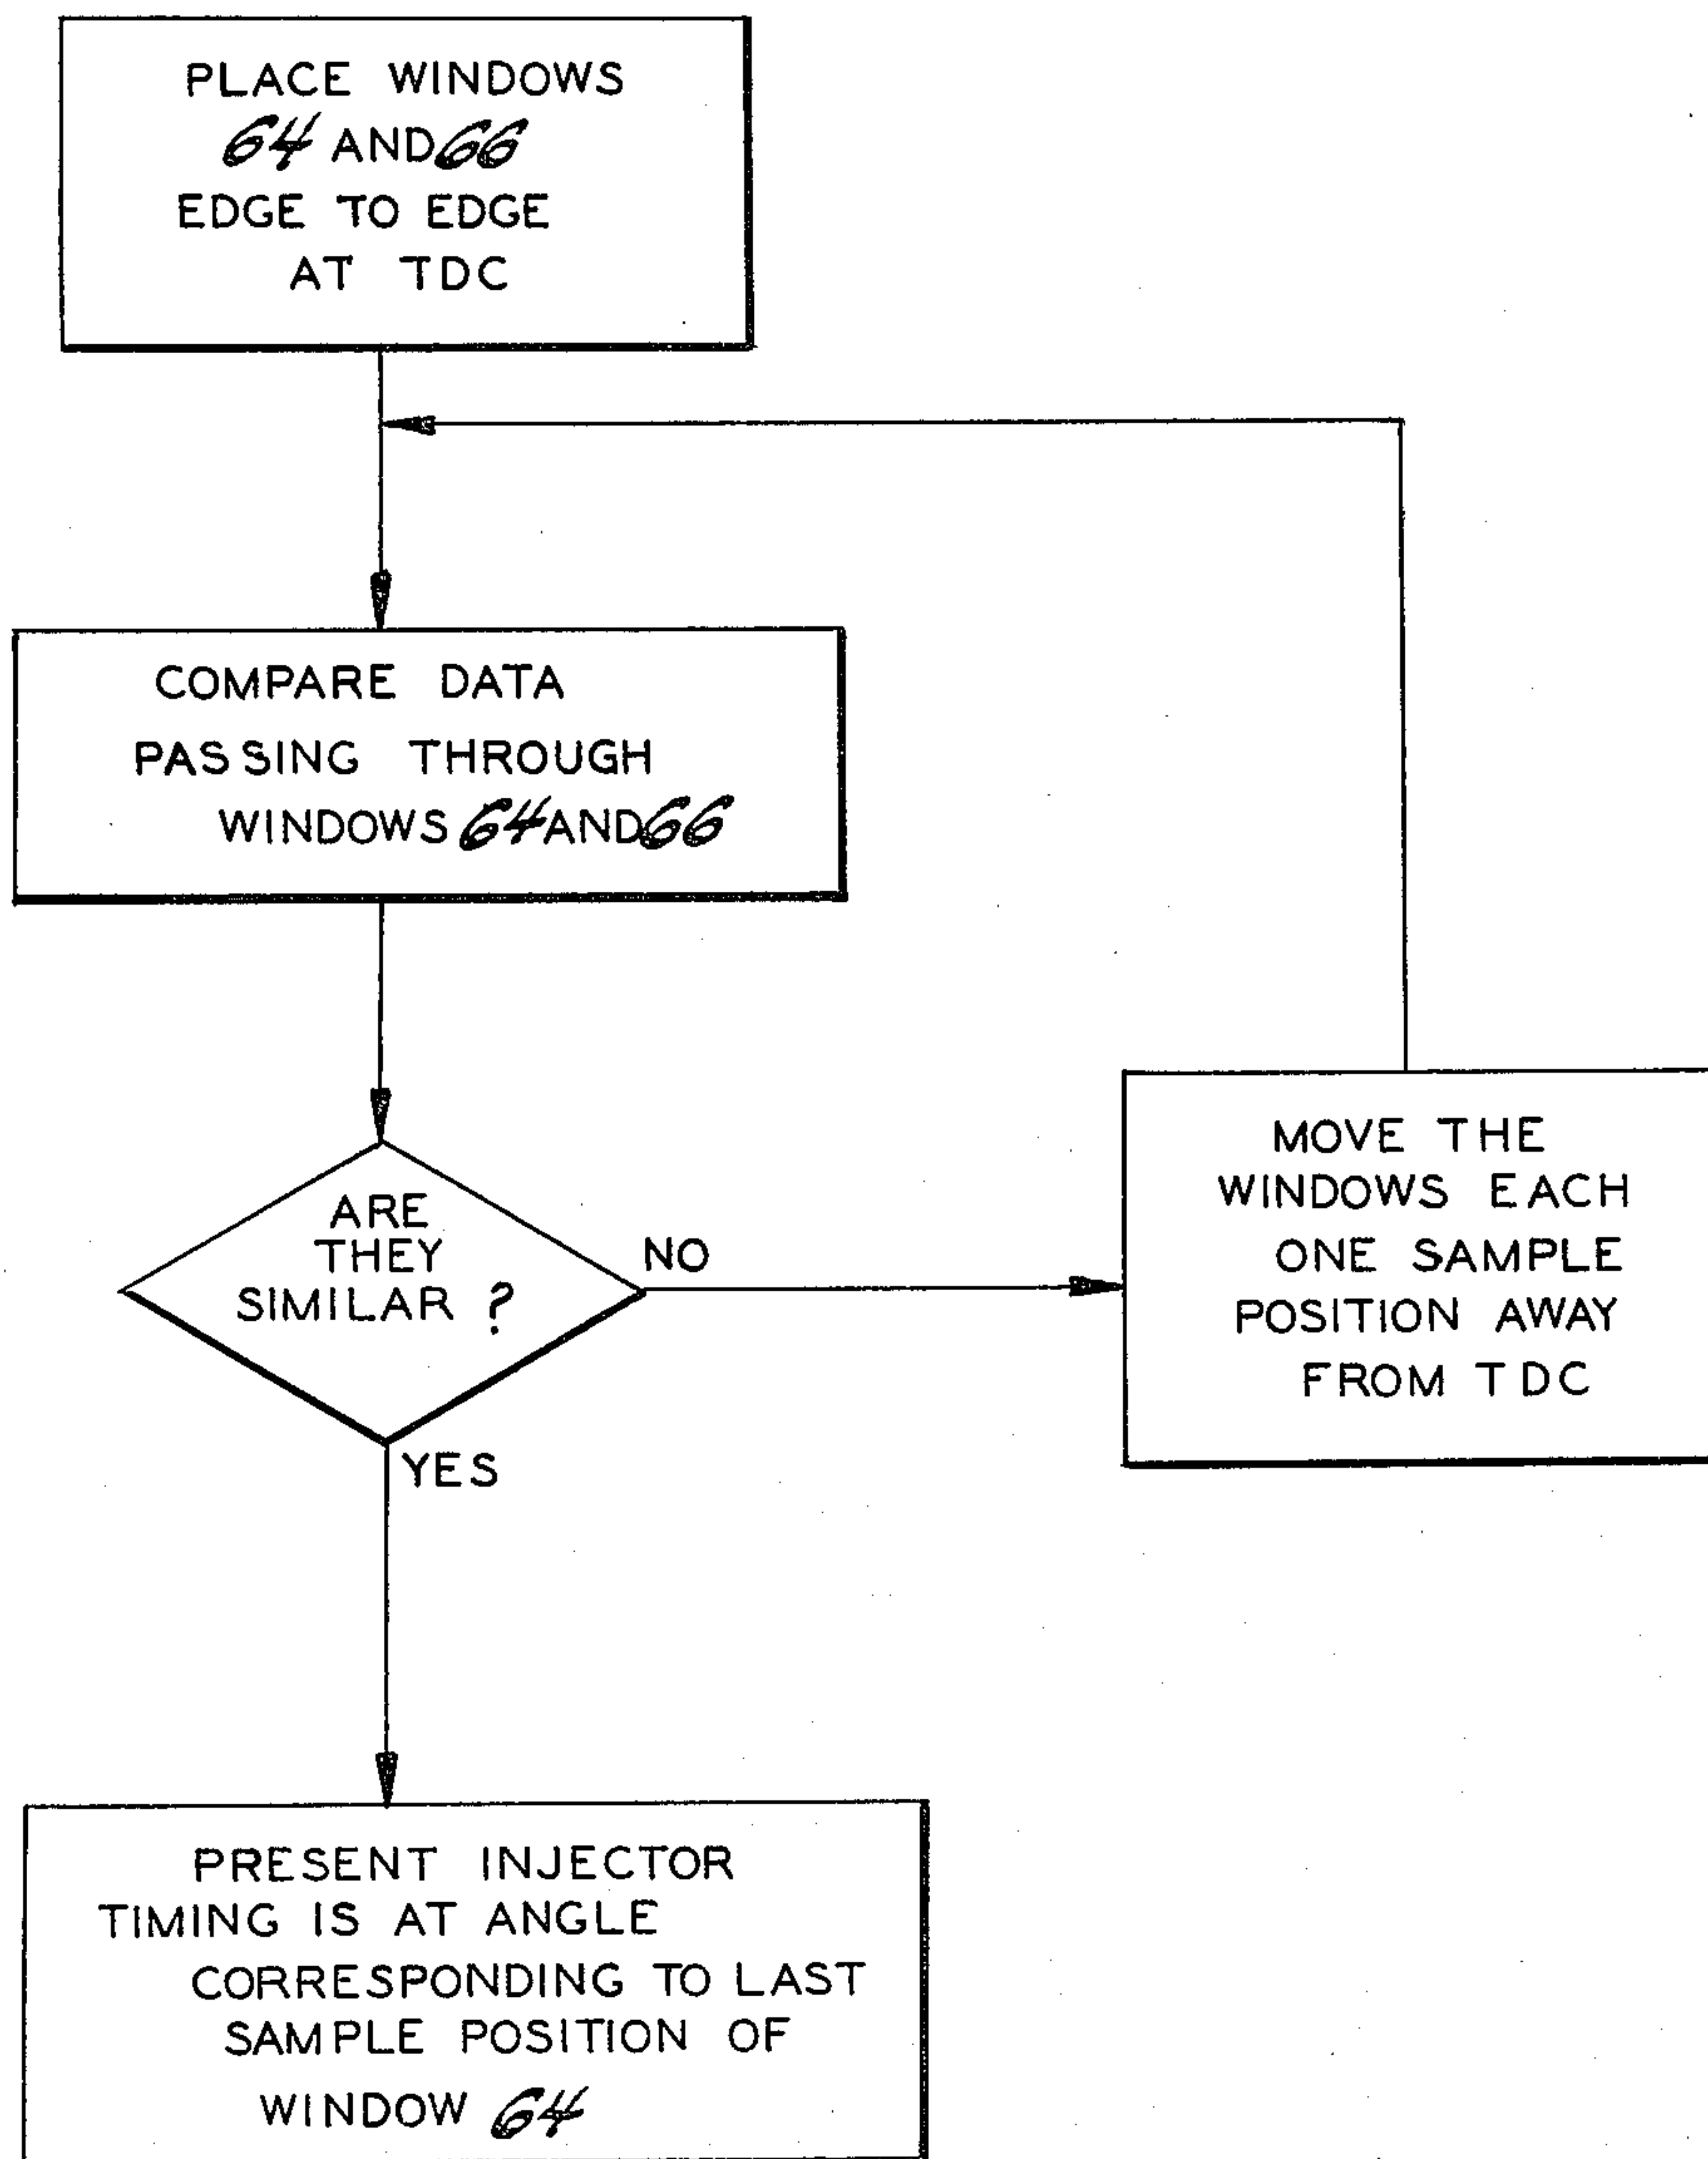 PLACE WINDOWS
64 AND 66
EDGE TO EDGE
AT TDC
COMPARE DATA
PASSING THROUGH
WINDOWS 64 AND 66
ARE
THEY
SIMILAR ?
NO
MOVE THE
WINDOWS EACH
ONE SAMPLE
POSITION AWAY
FROM TDC
YES
PRESENT INJECTOR
TIMING IS AT ANGLE
CORRESPONDING TO LAST
SAMPLE POSITION OF
WINDOW 64